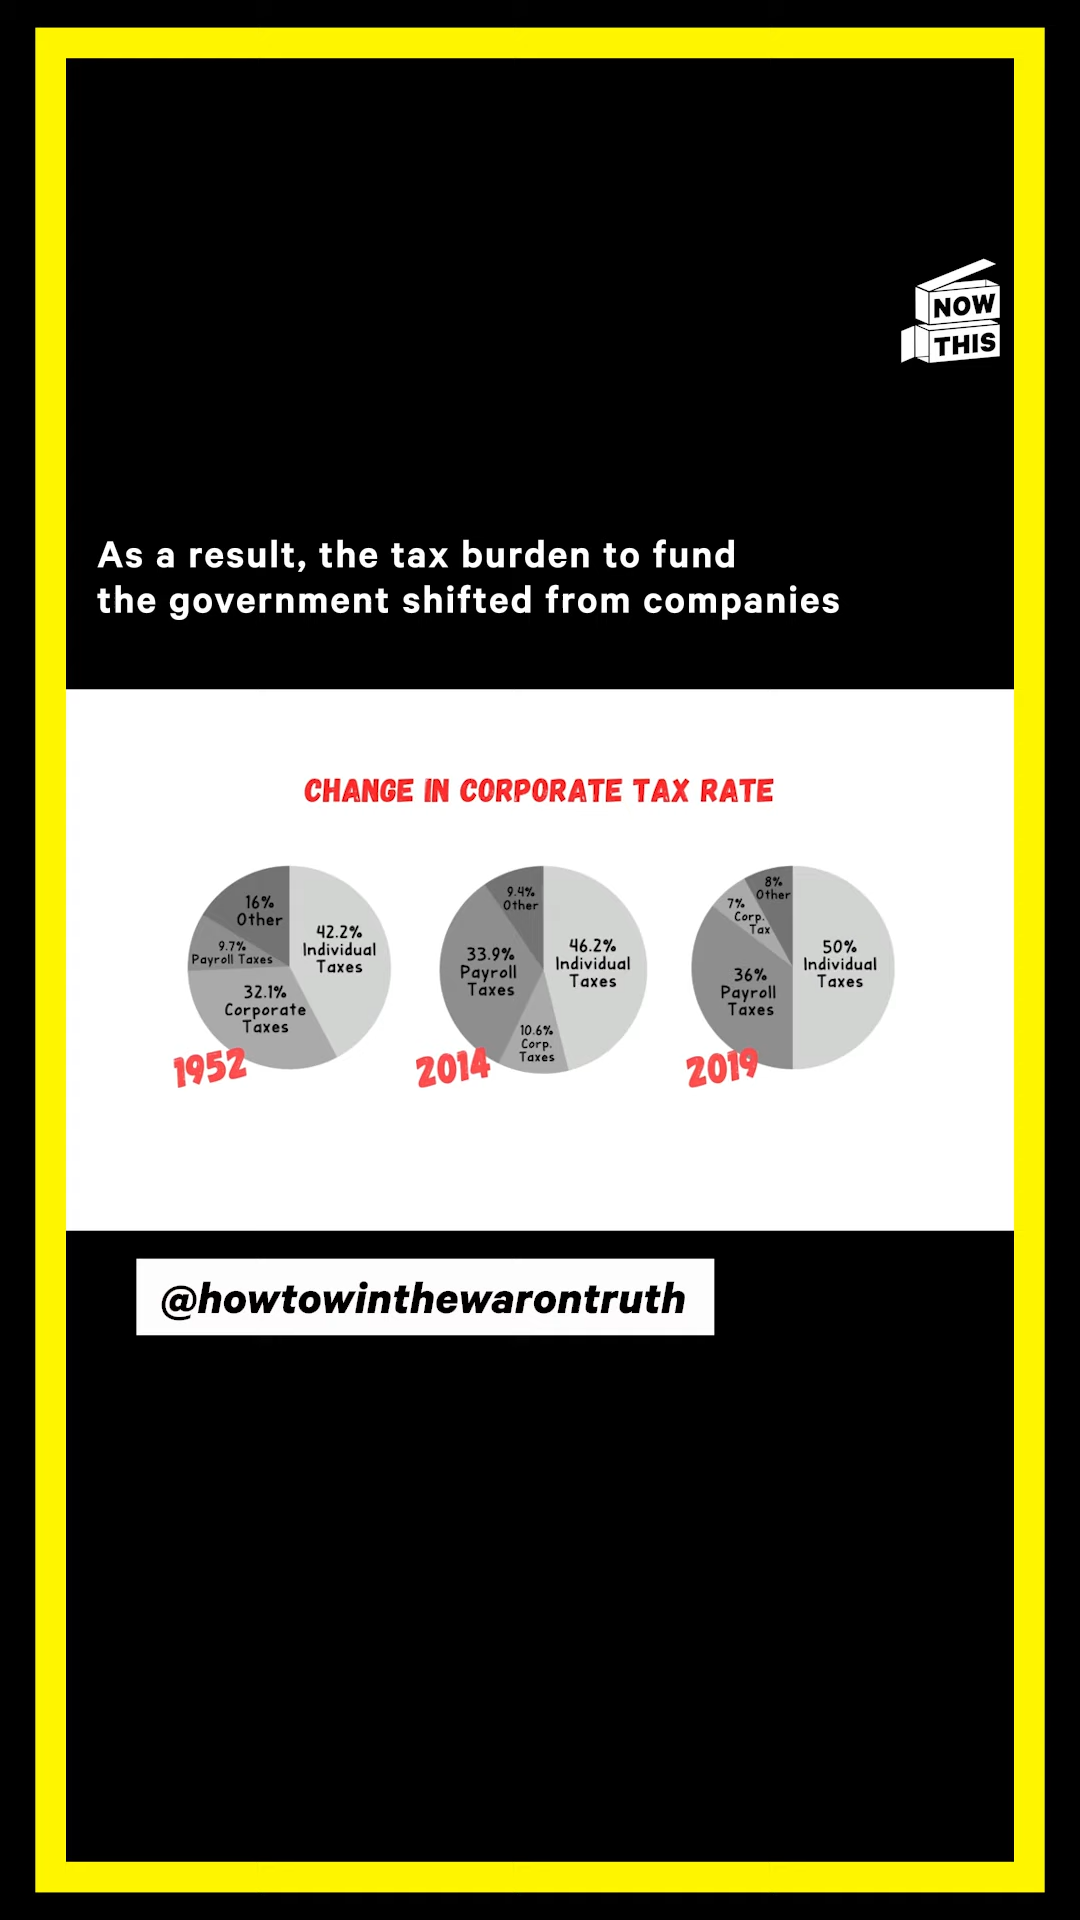 NOW
THIS
As a result, the tax burden to fund
the government shifted from companies
CHANGE IN CORPORATE TAX RATE
16%
Other
9.7%
Payroll Taxes
42.2%
Individual
Taxes
32.1%
Corporate
Taxes
1952
9.4%
Other
33.9%
Payroll
Taxes
46.2%
Individual
Taxes
10.6%
Corp.
Taxes
2014
8%
Other
7%
Corp.
Tax
50%
Individual
Taxes
36%
Payroll
Taxes
2019
@howtowinthewarontruth